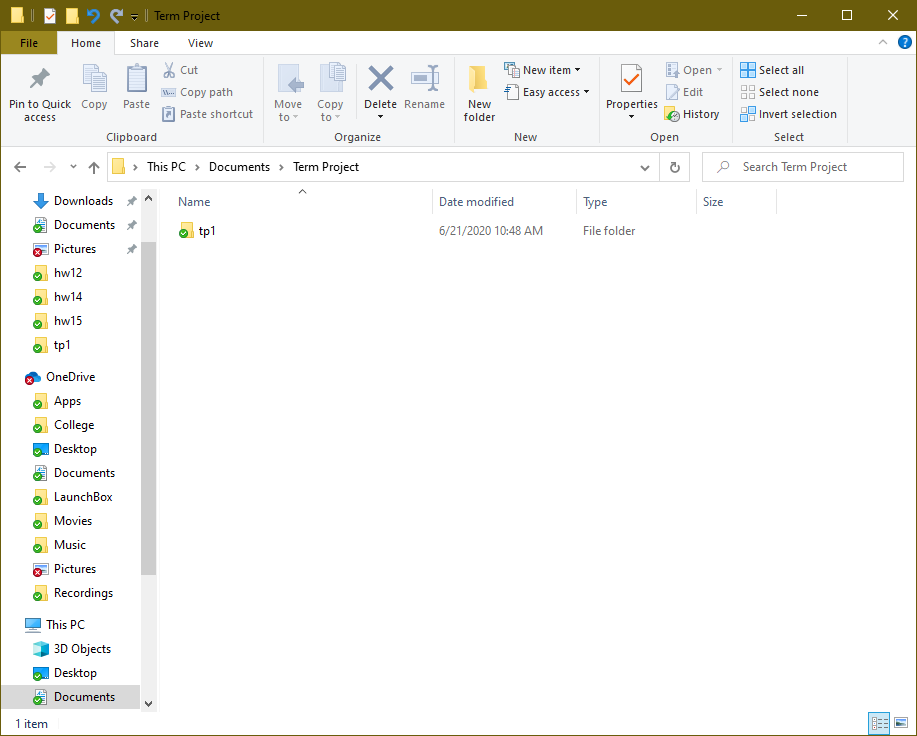 Term Project
File Home Share View
Pin to Quick access
Copy
Paste
Cut
Copy path
Paste shortcut
Clipboard
Move to
Copy to
Delete
Rename
Organize
New folder
New item
Easy access
New
Properties
Open
Edit
History
Open
Select all
Select none
Invert selection
Select
This PC > Documents > Term Project
Search Term Project
Downloads
Documents
Pictures
hw12
hw14
hw15
tp1
OneDrive
Apps
College
Desktop
Documents
LaunchBox
Movies
Music
Pictures
Recordings
This PC
3D Objects
Desktop
Documents
Name Date modified Type Size
tp1 6/21/2020 10:48 AM File folder
1 item